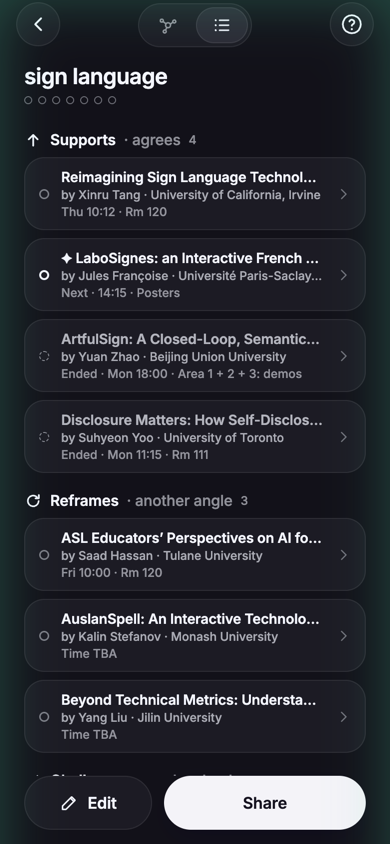 sign language
Supports · agrees 4
Reimagining Sign Language Technol...
by Xinru Tang · University of California, Irvine
Thu 10:12 · Rm 120
✦ LaboSignes: an Interactive French ...
by Jules Françoise · Université Paris-Saclay...
Next · 14:15 · Posters
ArtfulSign: A Closed-Loop, Semantic...
by Yuan Zhao · Beijing Union University
Ended · Mon 18:00 · Area 1 + 2 + 3: demos
Disclosure Matters: How Self-Disclos...
by Suhyeon Yoo · University of Toronto
Ended · Mon 11:15 · Rm 111
Reframes · another angle 3
ASL Educators’ Perspectives on AI fo...
by Saad Hassan · Tulane University
Fri 10:00 · Rm 120
AuslanSpell: An Interactive Technolo...
by Kalin Stefanov · Monash University
Time TBA
Beyond Technical Metrics: Understa...
by Yang Liu · Jilin University
Time TBA
Edit
Share